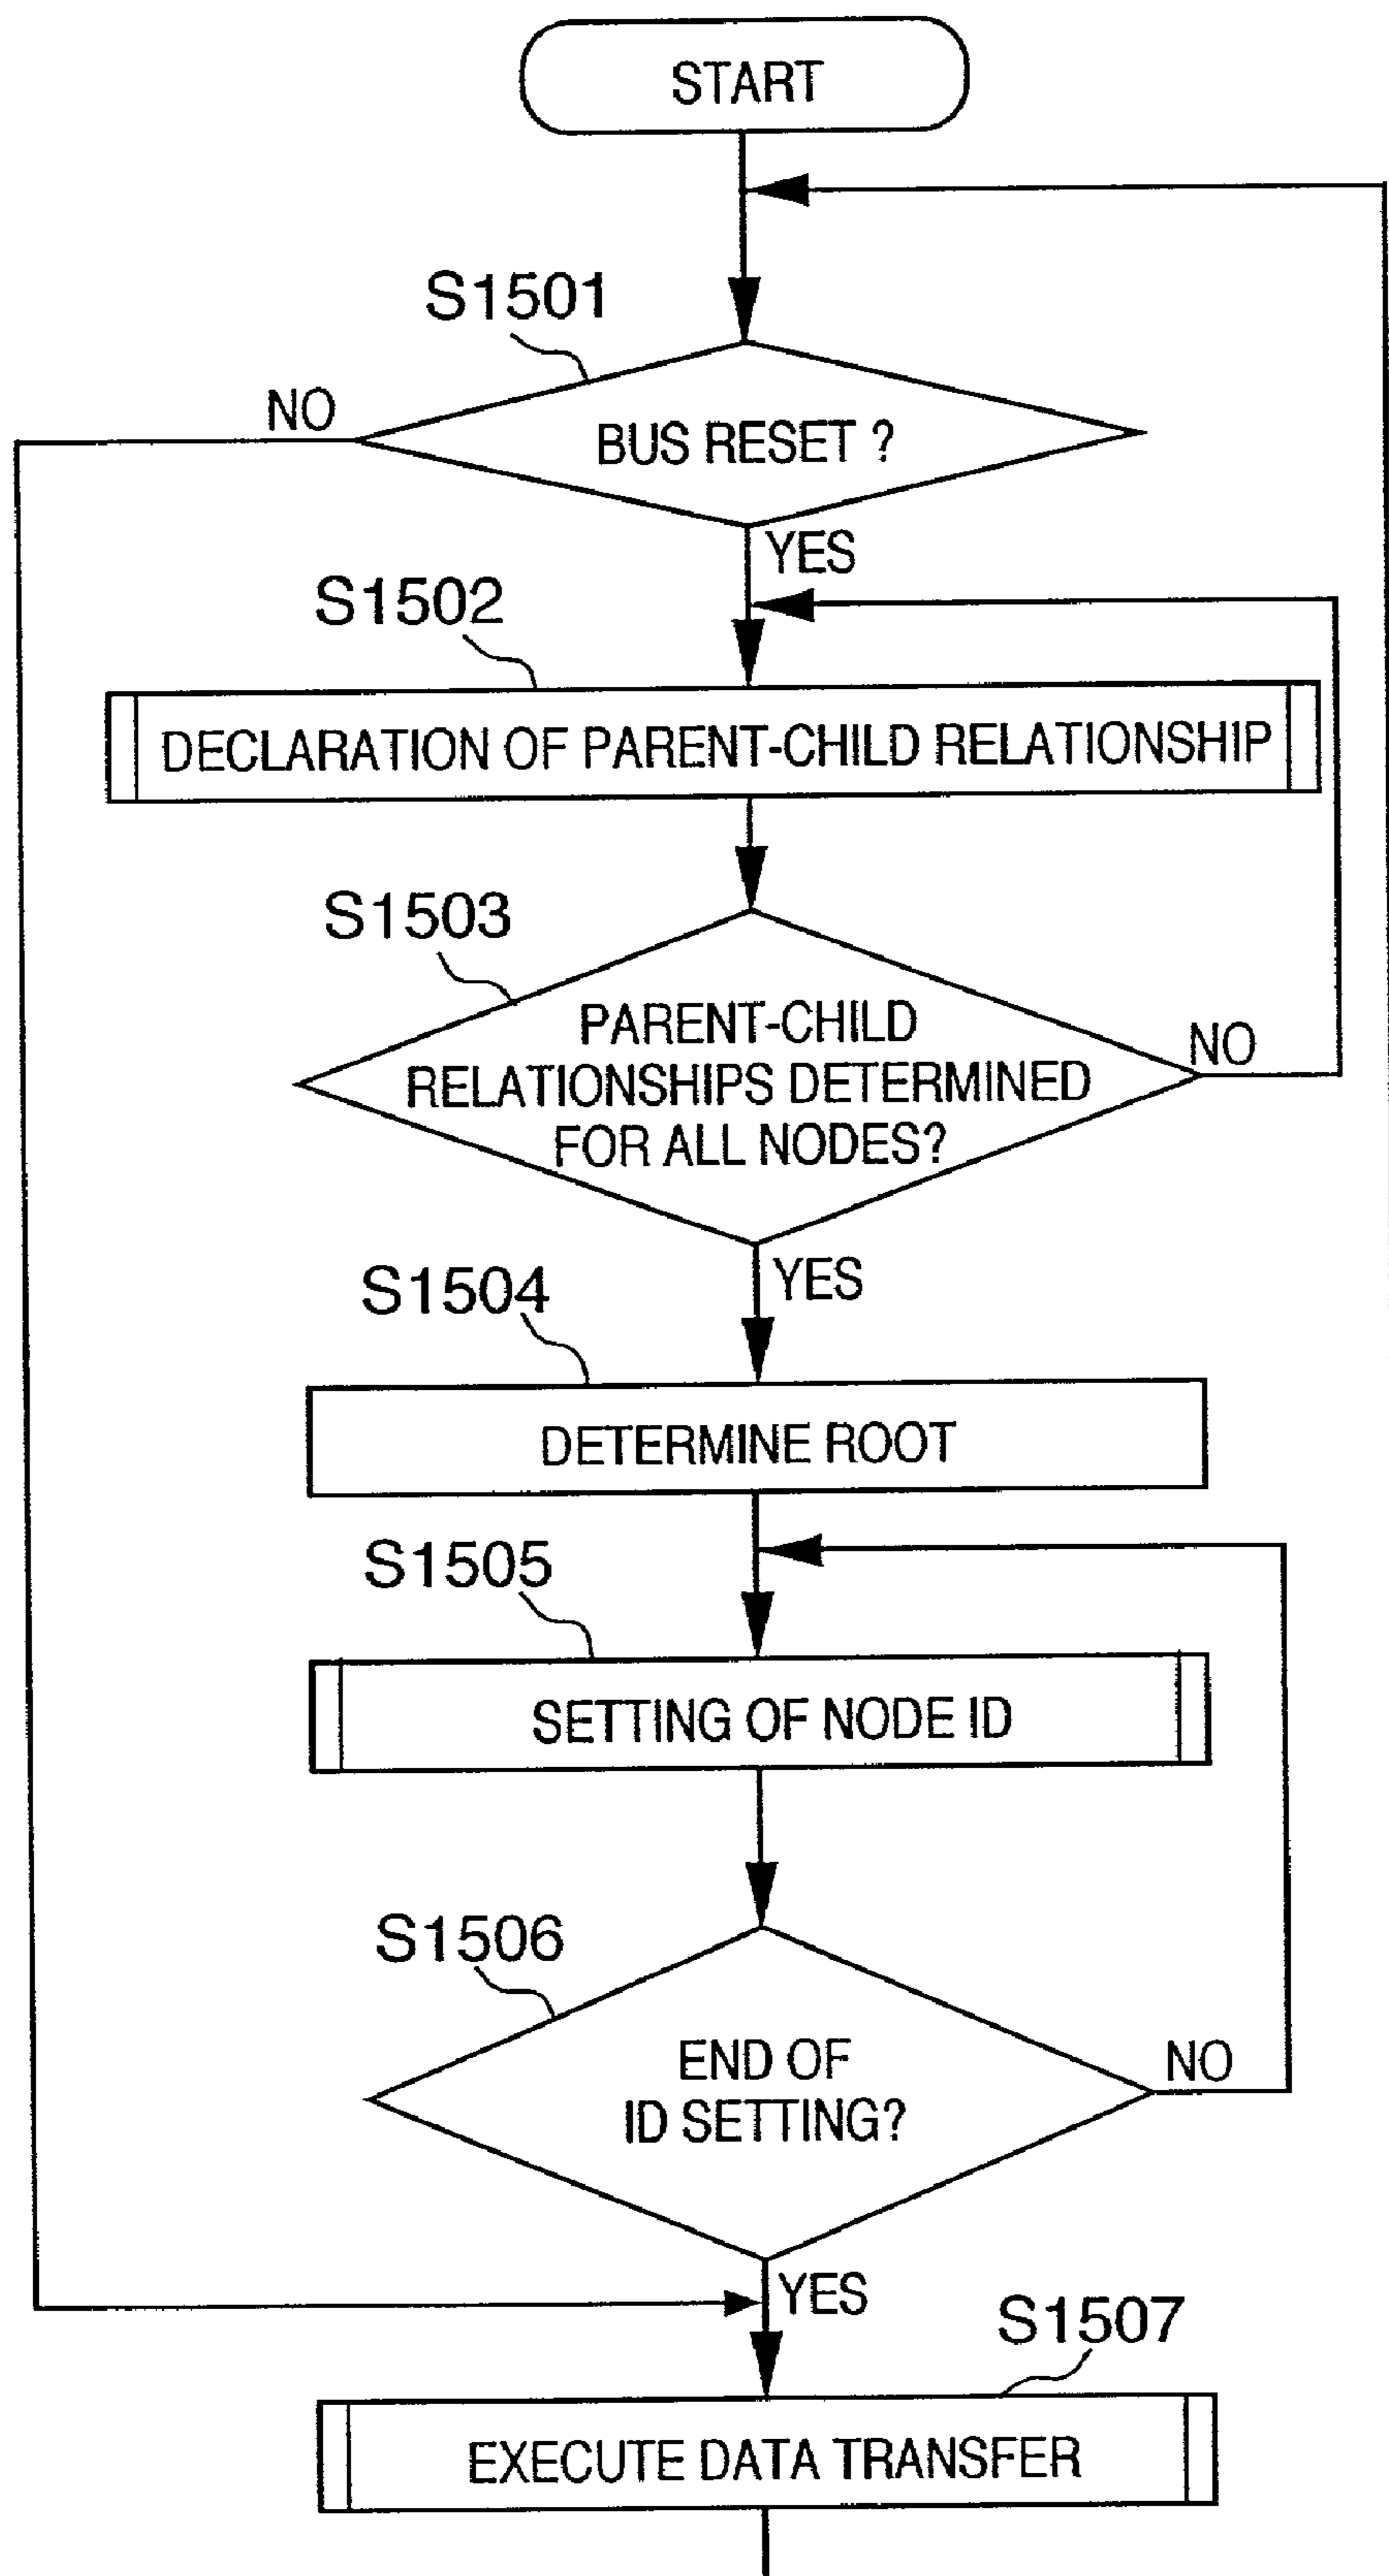 START
S1501
NO
BUS RESET ?
YES
S1502
DECLARATION OF PARENT-CHILD RELATIONSHIP
S1503
PARENT-CHILD
RELATIONSHIPS DETERMINED
FOR ALL NODES?
NO
YES
S1504
DETERMINE ROOT
S1505
SETTING OF NODE ID
S1506
END OF
ID SETTING?
NO
YES
S1507
EXECUTE DATA TRANSFER